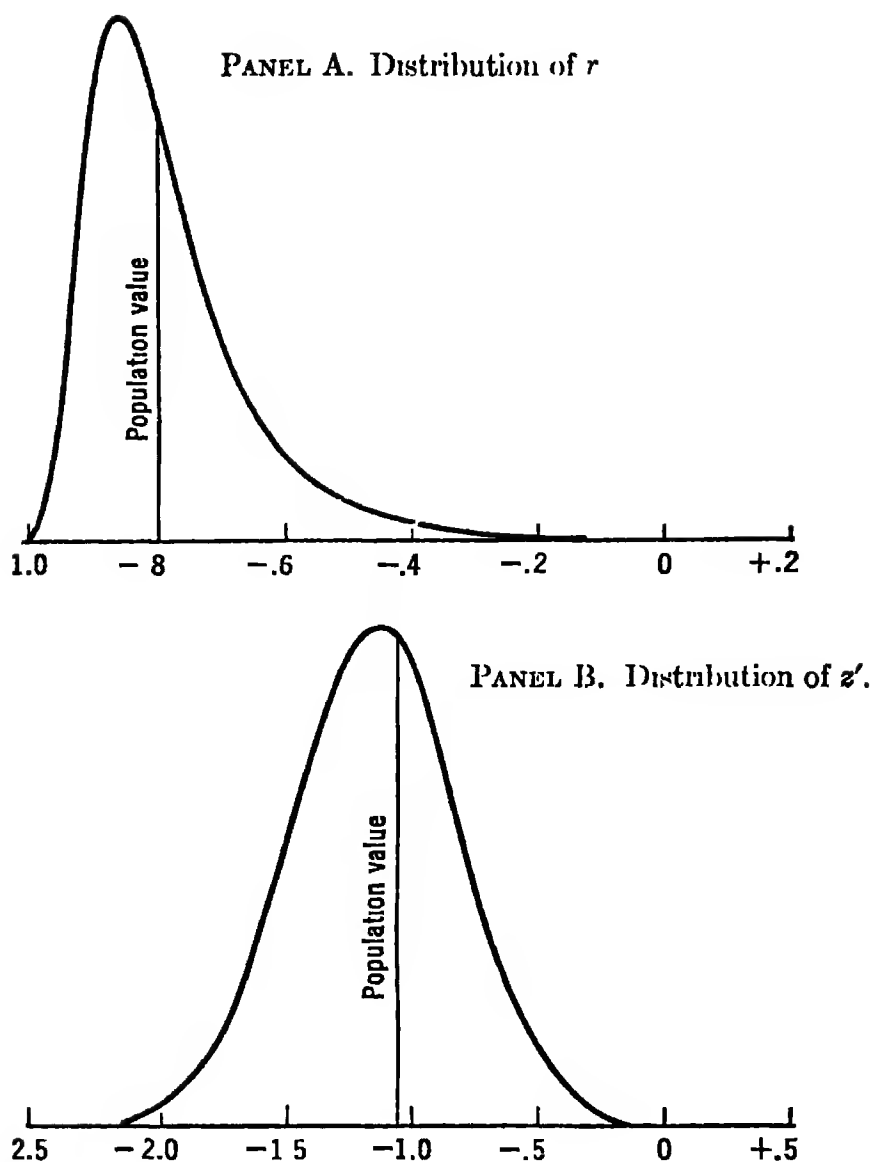 PANEL A. Distribution of r
Population value
1.0 − 8 −.6 −.4 −.2 0 +.2
PANEL B. Distribution of z′.
Population value
2.5 −2.0 −1 5 −1.0 −.5 0 +.5